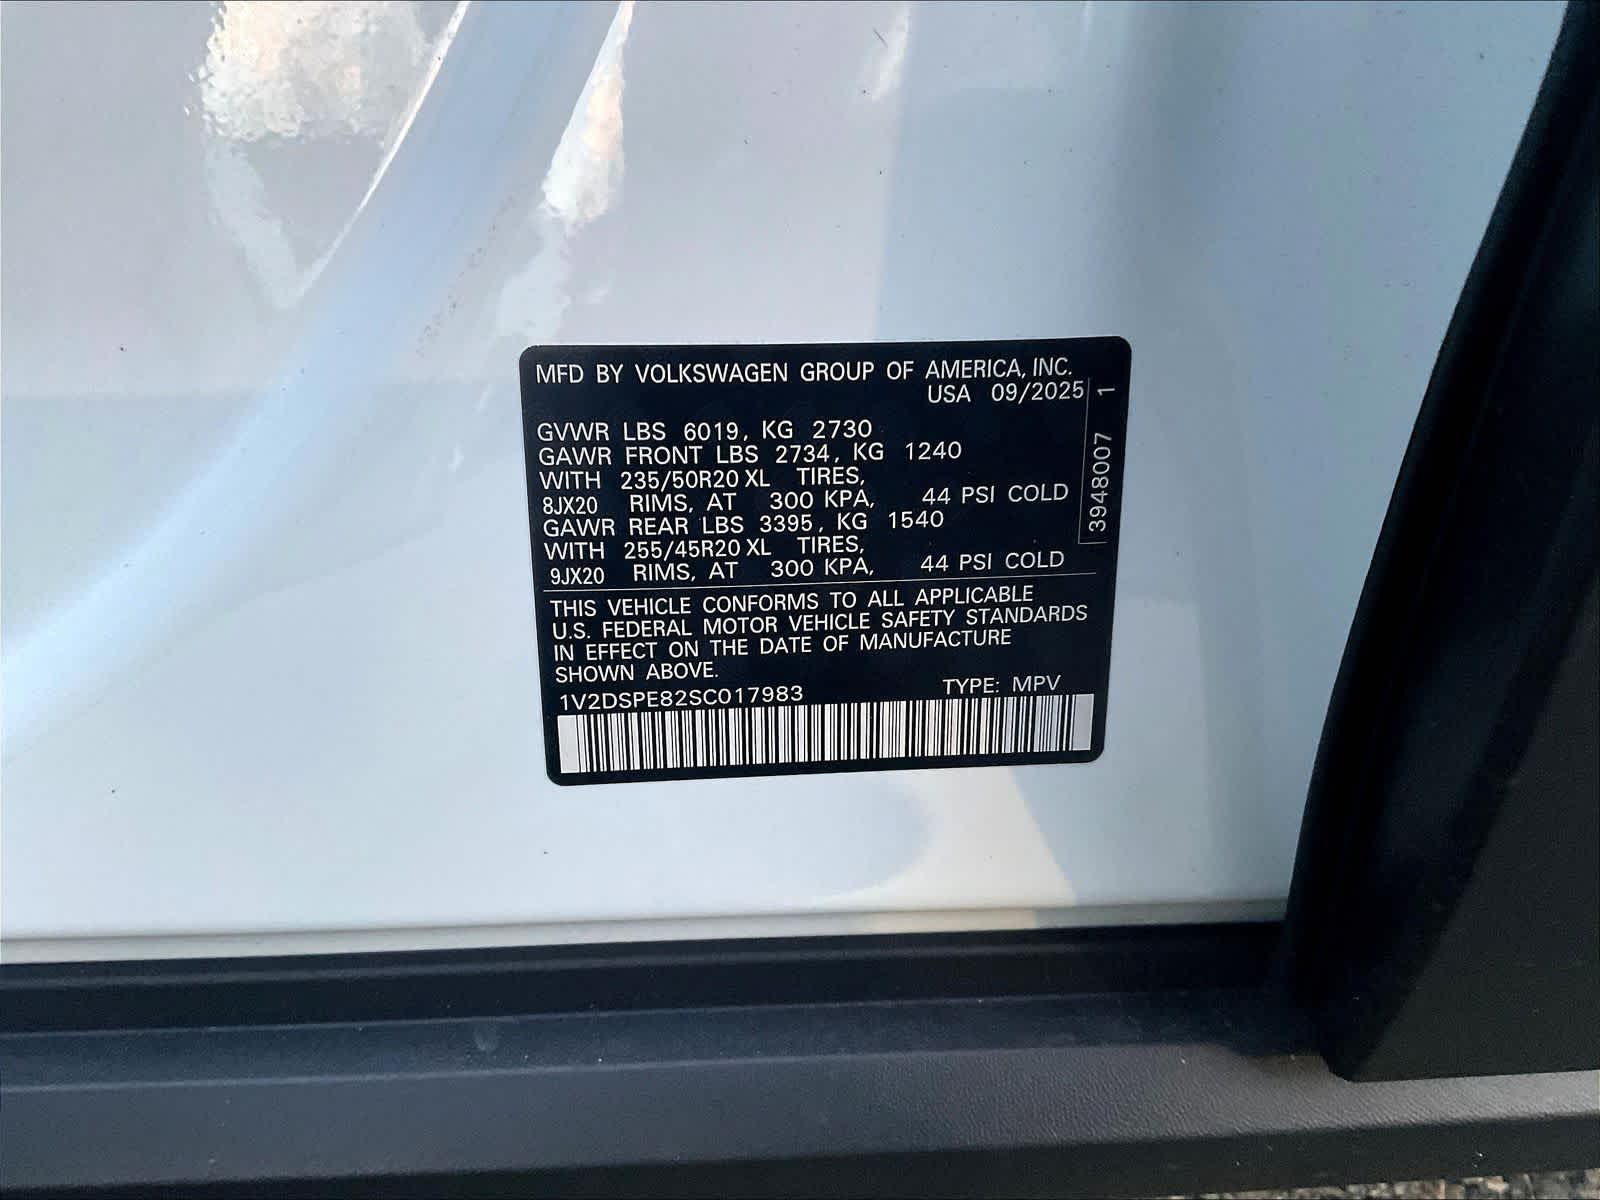 MFD BY VOLKSWAGEN GROUP OF AMERICA, INC.
USA 09/2025
GVWR LBS 6019, KG 2730
GAWR FRONT LBS 2734, KG 1240
WITH 235/50R20 XL TIRES,
8JX20 RIMS, AT 300 KPA, 44 PSI COLD
GAWR REAR LBS 3395, KG 1540
WITH 255/45R20 XL TIRES,
9JX20 RIMS, AT 300 KPA, 44 PSI COLD
THIS VEHICLE CONFORMS TO ALL APPLICABLE
U.S. FEDERAL MOTOR VEHICLE SAFETY STANDARDS
IN EFFECT ON THE DATE OF MANUFACTURE
SHOWN ABOVE.
1V2DSPE82SC017983 TYPE: MPV
3948007 1